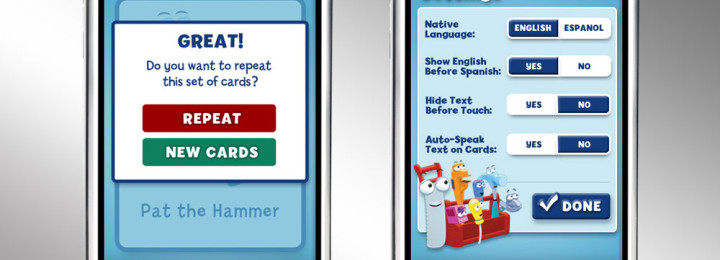 GREAT!
Do you want to repeat
this set of cards?
REPEAT
NEW CARDS
Pat the Hammer
Native
Language:
ENGLISH ESPANOL
Show English
Before Spanish:
YES NO
Hide Text
Before Touch:
YES NO
Auto-Speak
Text on Cards:
YES NO
DONE